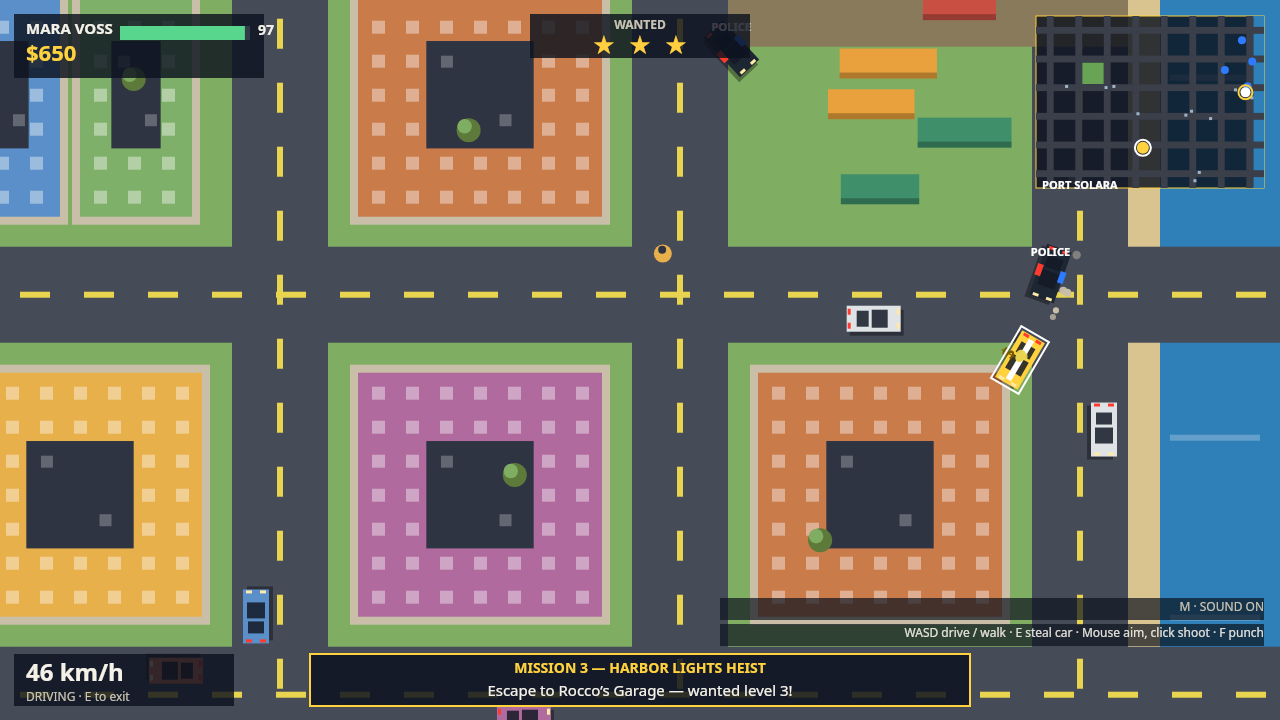 MARA VOSS 97
$650
WANTED
★ ★ ★
POLICE
PORT SOLARA
POLICE
M · SOUND ON
WASD drive / walk · E steal car · Mouse aim, click shoot · F punch
46 km/h
DRIVING · E to exit
MISSION 3 — HARBOR LIGHTS HEIST
Escape to Rocco's Garage — wanted level 3!